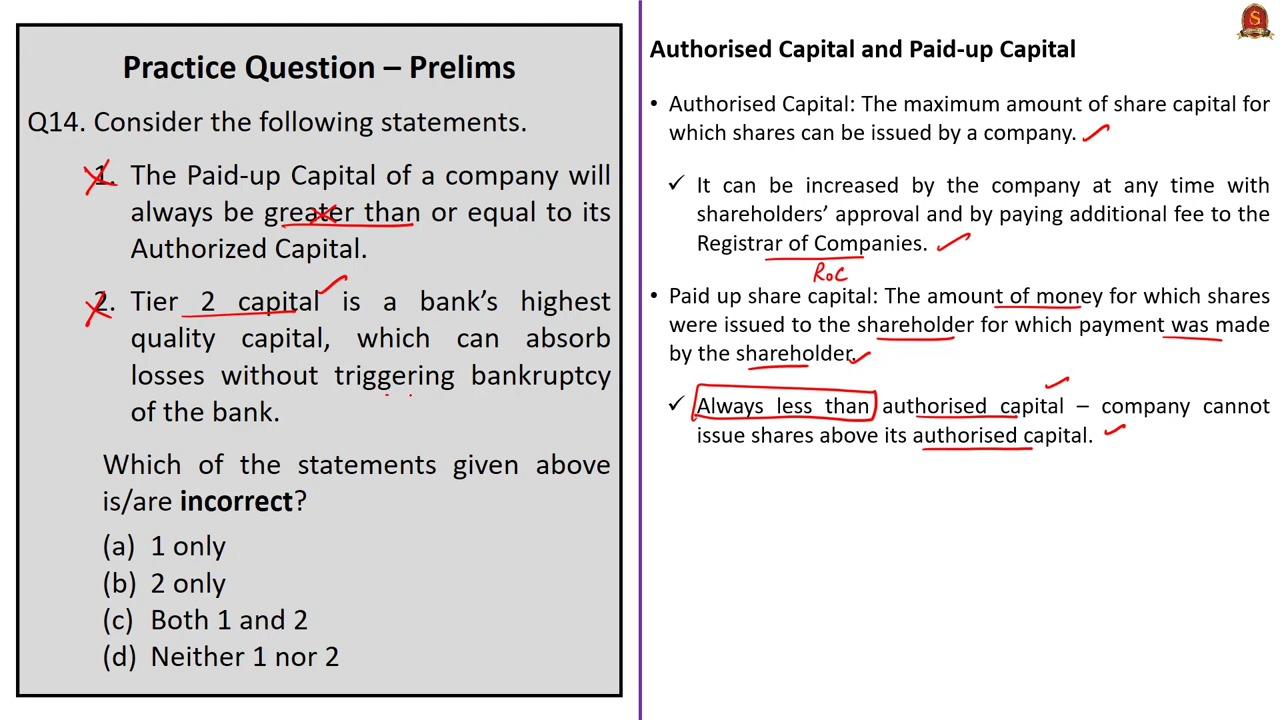 Practice Question – Prelims
Q14. Consider the following statements.
1. The Paid-up Capital of a company will
always be greater than or equal to its
Authorized Capital.
2. Tier 2 capital is a bank's highest
quality capital, which can absorb
losses without triggering bankruptcy
of the bank.
Which of the statements given above
is/are incorrect?
(a) 1 only
(b) 2 only
(c) Both 1 and 2
(d) Neither 1 nor 2
S
Authorised Capital and Paid-up Capital
• Authorised Capital: The maximum amount of share capital for
which shares can be issued by a company.
✓ It can be increased by the company at any time with
shareholders' approval and by paying additional fee to the
Registrar of Companies.
RoC
• Paid up share capital: The amount of money for which shares
were issued to the shareholder for which payment was made
by the shareholder.
✓ Always less than authorised capital – company cannot
issue shares above its authorised capital.